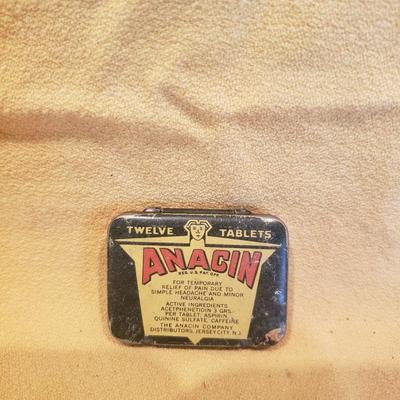 TWELVE TABLETS
ANACIN
REG. U.S. PAT. OFF.
FOR TEMPORARY
RELIEF OF PAIN DUE TO
SIMPLE HEADACHE AND MINOR
NEURALGIA
ACTIVE INGREDIENTS
ACETPHENETIDIN 3 GRS.
PER TABLET: ASPIRIN,
QUININE SULFATE, CAFFEINE.
THE ANACIN COMPANY
DISTRIBUTORS, JERSEY CITY, N.J.